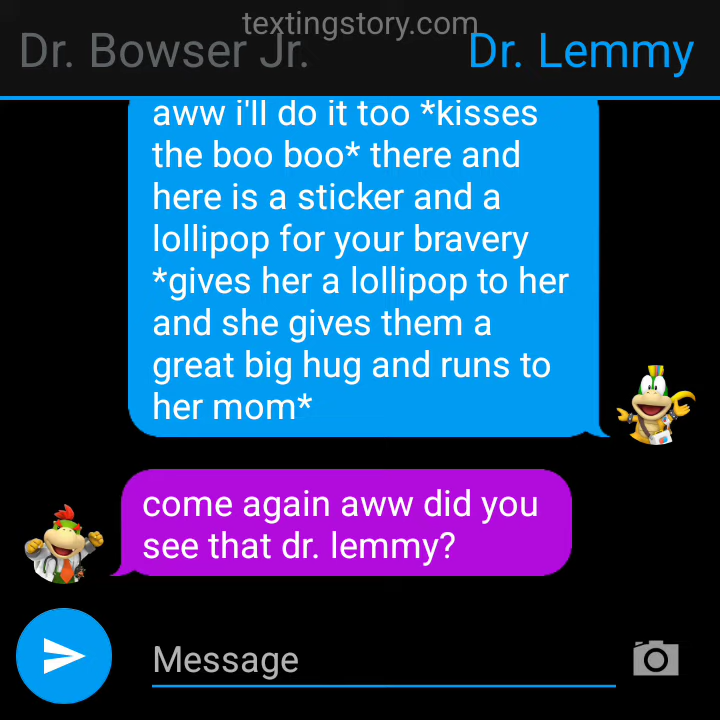 textingstory.com
Dr. Bowser Jr.
Dr. Lemmy
aww i'll do it too *kisses
the boo boo* there and
here is a sticker and a
lollipop for your bravery
*gives her a lollipop to her
and she gives them a
great big hug and runs to
her mom*
come again aww did you
see that dr. lemmy?
Message